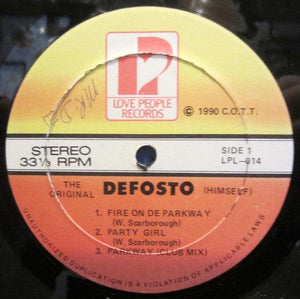 LOVE PEOPLE
RECORDS
© 1990 C.O.T.T.
STEREO
33⅓ RPM
SIDE 1
LPL-014
THE
ORIGINAL
DEFOSTO
(HIMSELF)
1. FIRE ON DE PARKWAY
(W. Scarborough)
2. PARTY GIRL
(W. Scarborough)
3. PARKWAY (CLUB MIX)
UNAUTHORIZED DUPLICATION IS A VIOLATION OF APPLICABLE LAWS